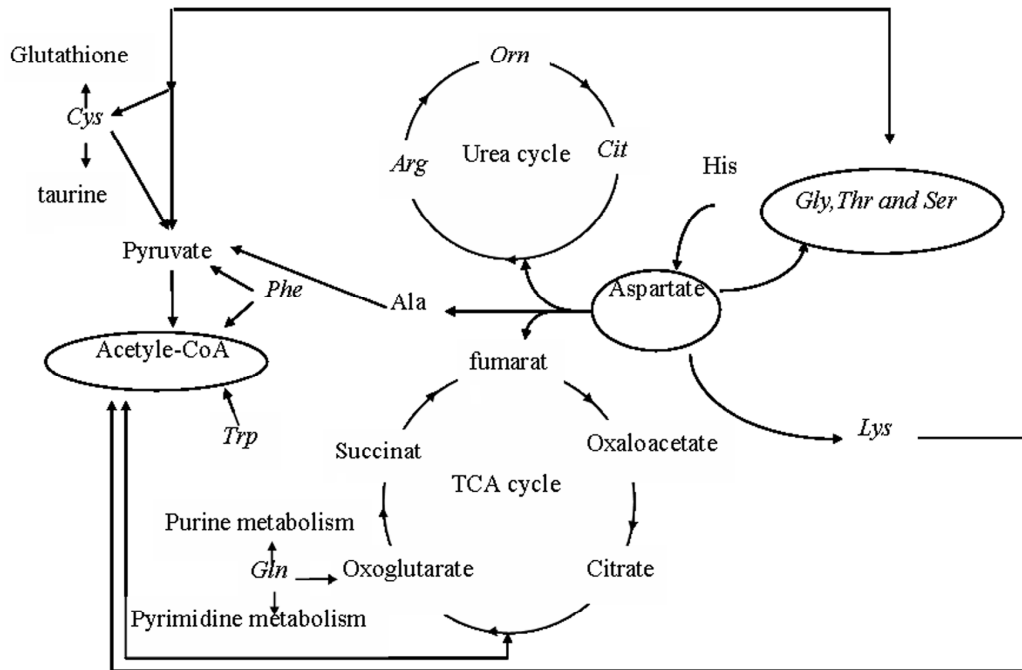 Glutathione
Orn
Cys
Arg
Urea cycle
Cit
His
taurine
Gly,Thr and Ser
Pyruvate
Phe
Ala
Aspartate
Acetyle-CoA
fumarat
Trp
Succinat
Oxaloacetate
Lys
TCA cycle
Purine metabolism
Gln
Oxoglutarate
Citrate
Pyrimidine metabolism